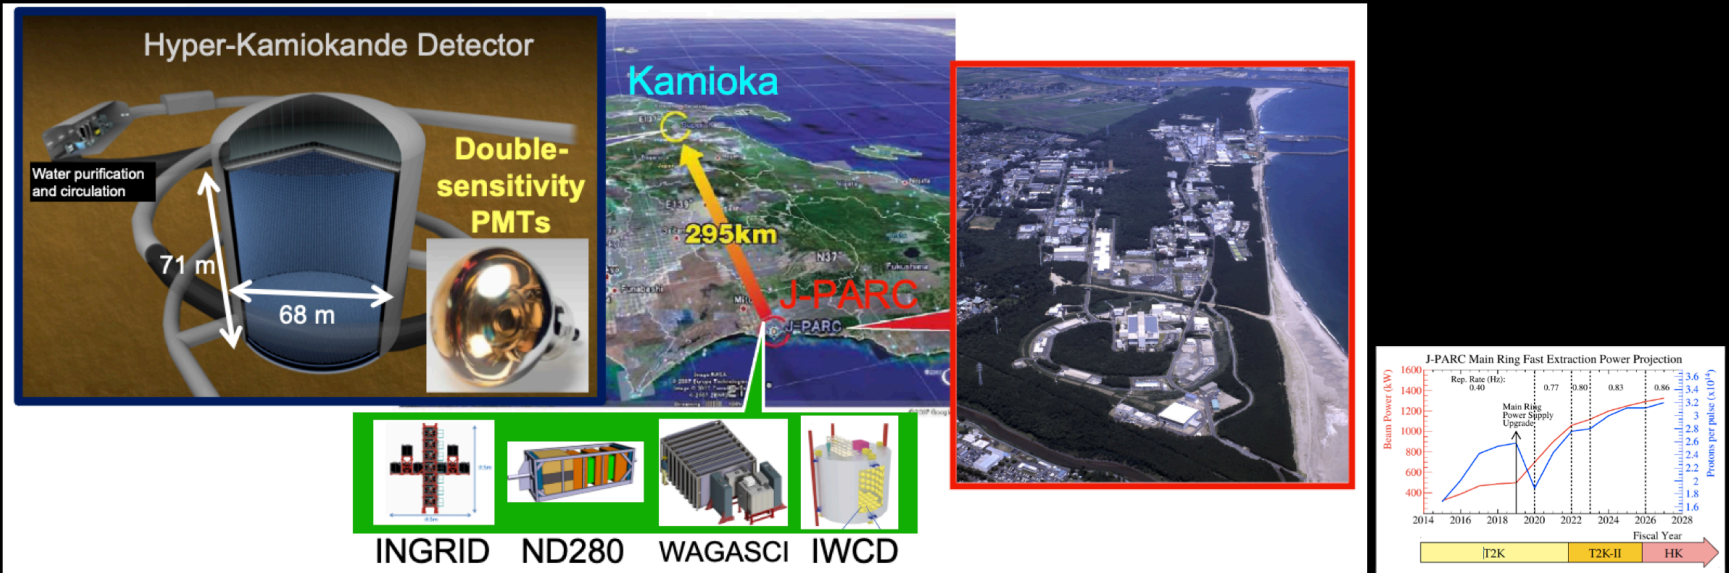 Hyper-Kamiokande Detector
Water purification
and circulation
Double-
sensitivity
PMTs
71 m
68 m
Kamioka
295km
N37°
Fukushima
J-PARC
J-PARC
INGRID
ND280
WAGASCI
IWCD
J-PARC Main Ring Fast Extraction Power Projection
Rep. Rate (Hz):
0.40
0.77
0.80
0.83
0.86
Main Ring
Power Supply
Upgrade
Beam Power (kW)
1600
1400
1200
1000
800
600
400
Protons per pulse (x10¹⁴)
3.6
3.4
3.2
3
2.8
2.6
2.4
2.2
2
1.8
1.6
2014 2016 2018 2020 2022 2024 2026 2028
Fiscal Year
T2K
T2K-II
HK